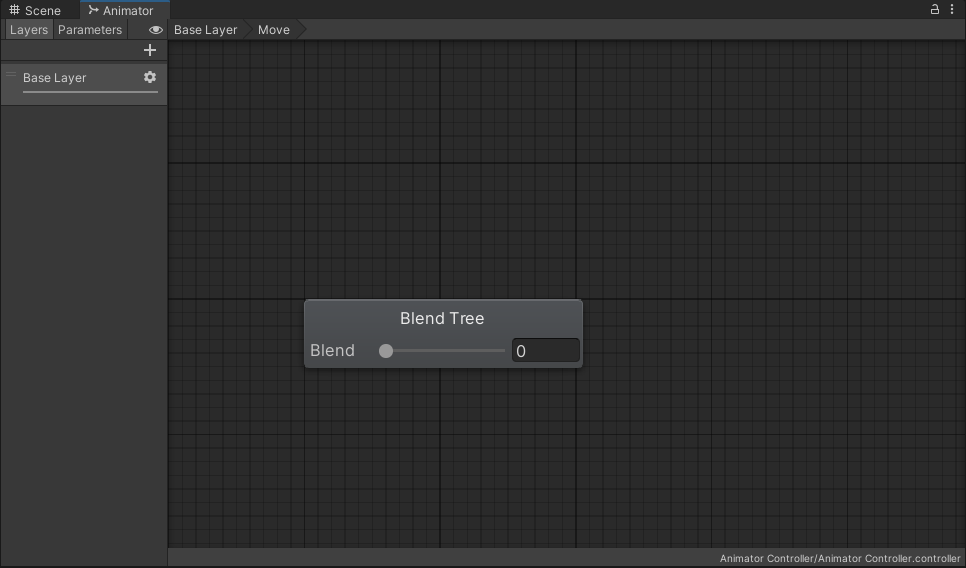 Scene Animator
Layers Parameters Base Layer Move
Base Layer
Blend Tree
Blend 0
Animator Controller/Animator Controller.controller